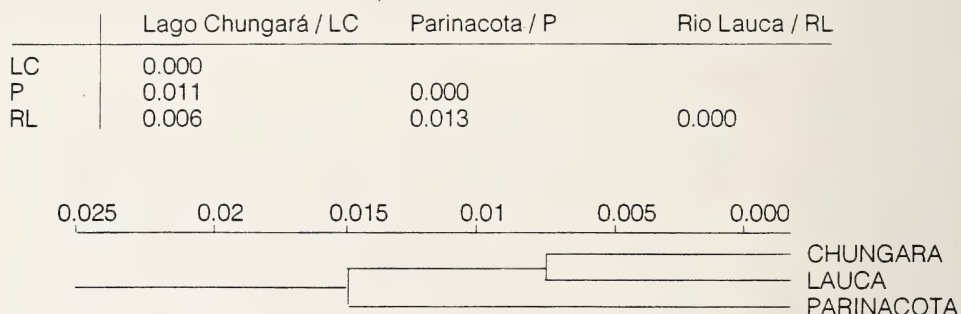 Lago Chungará / LC Parinacota / P Rio Lauca / RL
LC 0.000
P 0.011 0.000
RL 0.006 0.013 0.000
0.025 0.02 0.015 0.01 0.005 0.000
CHUNGARA
LAUCA
PARINACOTA